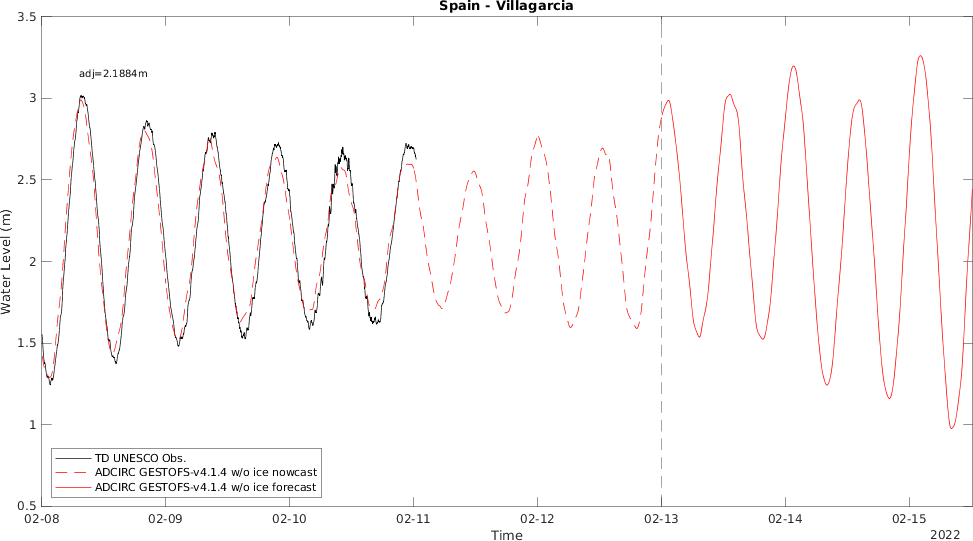 Spain - Villagarcia
3.5
3
2.5
2
1.5
1
0.5
Water Level (m)
adj=2.1884m
TD UNESCO Obs.
ADCIRC GESTOFS-v4.1.4 w/o ice nowcast
ADCIRC GESTOFS-v4.1.4 w/o ice forecast
02-08 02-09 02-10 02-11 02-12 02-13 02-14 02-15
Time
2022